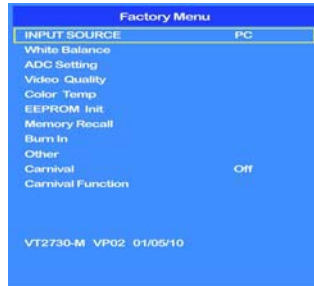 Factory Menu
INPUT SOURCE PC
White Balance
ADC Setting
Video Quality
Color Temp
EEPROM Init
Memory Recall
Burn In
Other
Carnival Off
Carnival Function
VT2730-M VP02 01/05/10